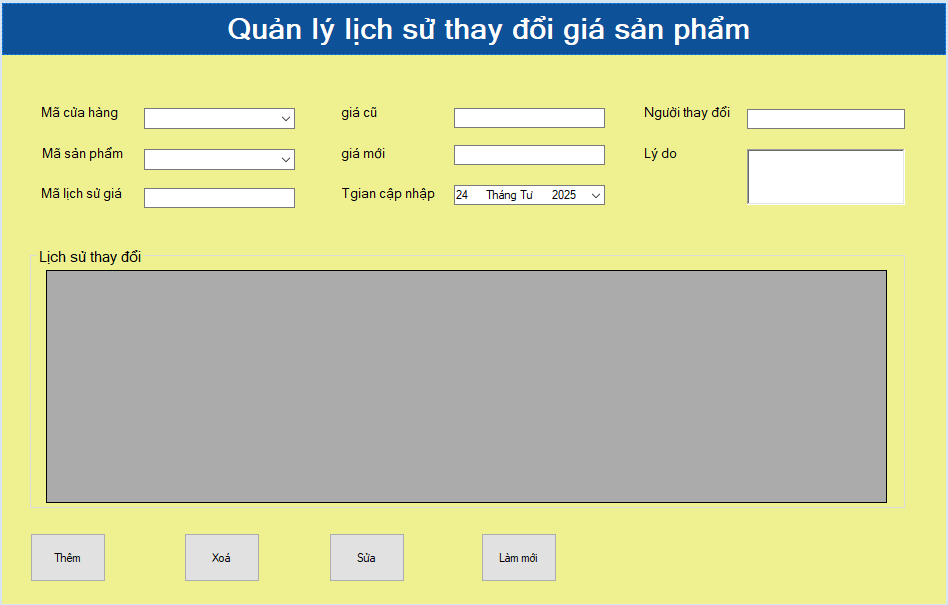 Quản lý lịch sử thay đổi giá sản phẩm
Mã cửa hàng giá cũ Người thay đổi
Mã sản phẩm giá mới Lý do
Mã lịch sử giá Tgian cập nhập 24 Tháng Tư 2025
Lịch sử thay đổi
Thêm Xoá Sửa Làm mới